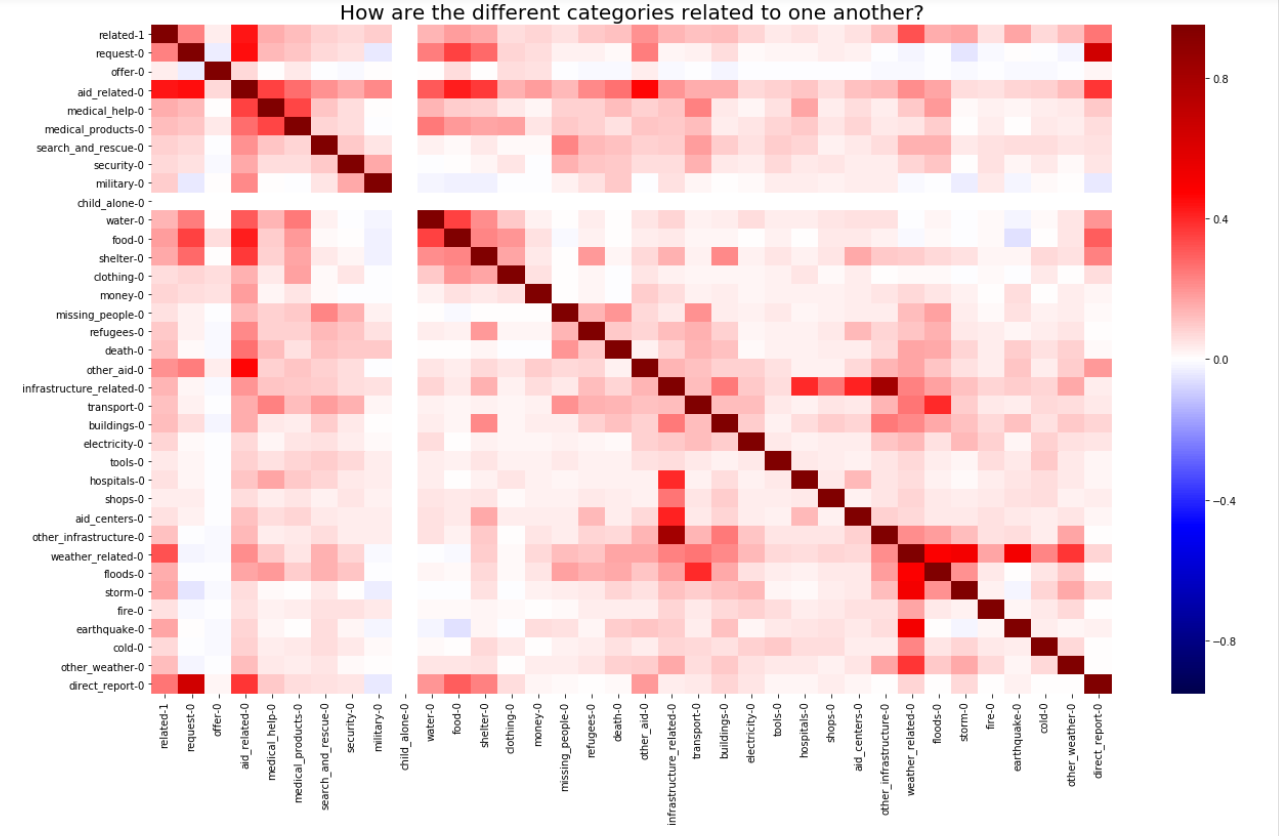 How are the different categories related to one another?
related-1
request-0
offer-0
aid_related-0
medical_help-0
medical_products-0
search_and_rescue-0
security-0
military-0
child_alone-0
water-0
food-0
shelter-0
clothing-0
money-0
missing_people-0
refugees-0
death-0
other_aid-0
infrastructure_related-0
transport-0
buildings-0
electricity-0
tools-0
hospitals-0
shops-0
aid_centers-0
other_infrastructure-0
weather_related-0
floods-0
storm-0
fire-0
earthquake-0
cold-0
other_weather-0
direct_report-0
related-1
request-0
offer-0
aid_related-0
medical_help-0
medical_products-0
search_and_rescue-0
security-0
military-0
child_alone-0
water-0
food-0
shelter-0
clothing-0
money-0
missing_people-0
refugees-0
death-0
other_aid-0
infrastructure_related-0
transport-0
buildings-0
electricity-0
tools-0
hospitals-0
shops-0
aid_centers-0
other_infrastructure-0
weather_related-0
floods-0
storm-0
fire-0
earthquake-0
cold-0
other_weather-0
direct_report-0
0.8
0.4
0.0
−0.4
−0.8